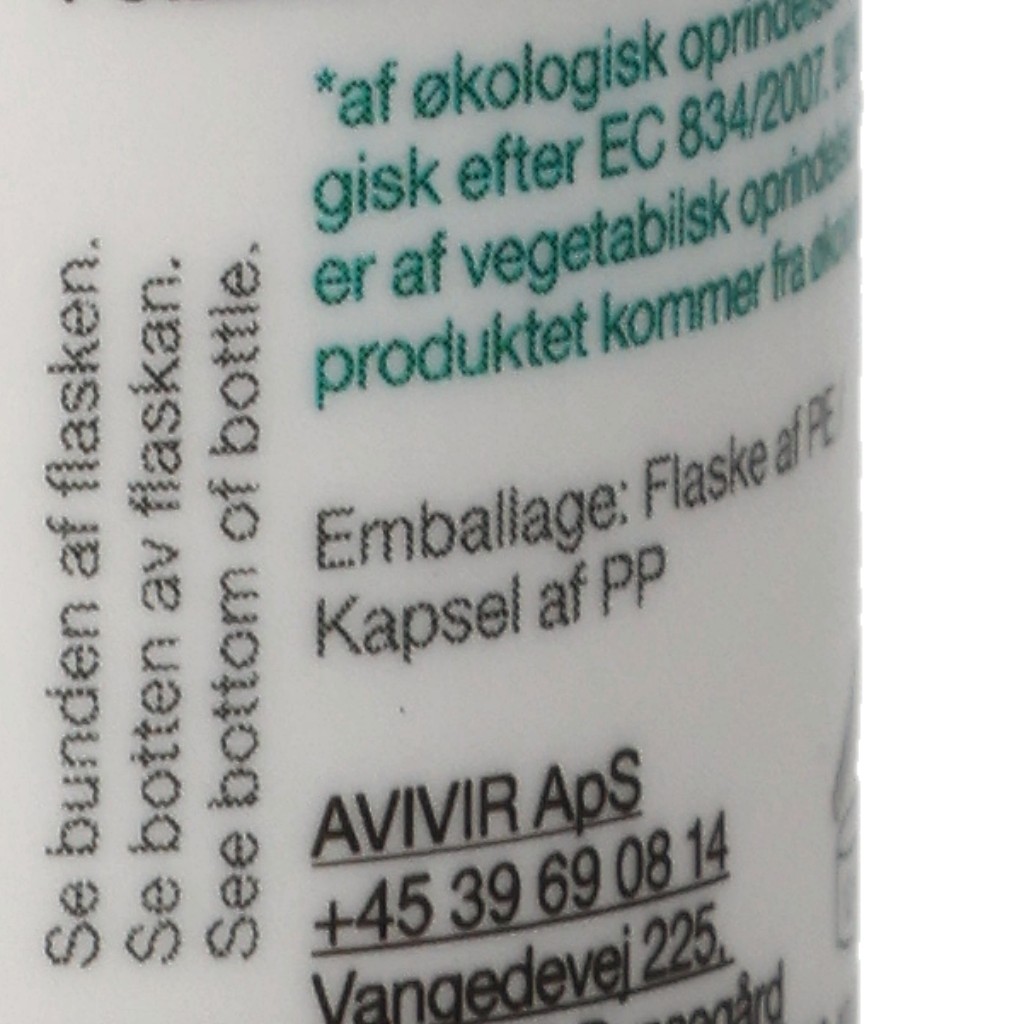 Se bunden af flasken.
Se botten av flaskan.
See bottom of bottle.
*af økologisk
gisk efter EC 834/2007.
er af vegetabilsk
produktet kommer fra
Emballage: Flaske af PE
Kapsel af PP
AVIVIR ApS
+45 39 69 08 14
Vangedevej 225,